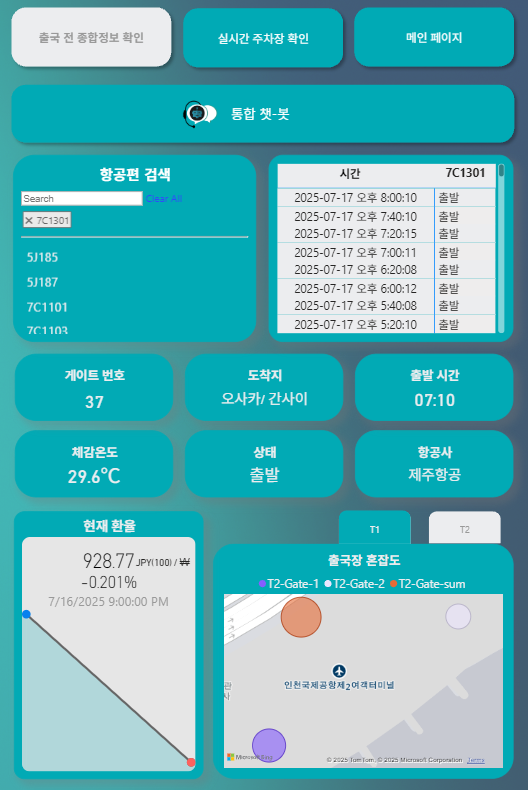 출국 전 종합정보 확인
실시간 주차장 확인
메인 페이지
통합 챗-봇
항공편 검색
Search Clear All
✕ 7C1301
5J185
5J187
7C1101
7C1103
시간 7C1301
2025-07-17 오후 8:00:10 출발
2025-07-17 오후 7:40:10 출발
2025-07-17 오후 7:20:15 출발
2025-07-17 오후 7:00:11 출발
2025-07-17 오후 6:20:08 출발
2025-07-17 오후 6:00:12 출발
2025-07-17 오후 5:40:08 출발
2025-07-17 오후 5:20:10 출발
게이트 번호
37
도착지
오사카/ 간사이
출발 시간
07:10
체감온도
29.6℃
상태
출발
항공사
제주항공
현재 환율
928.77 JPY(100) / ₩
-0.201%
7/16/2025 9:00:00 PM
T1
T2
출국장 혼잡도
T2-Gate-1 T2-Gate-2 T2-Gate-sum
관
사
인천국제공항제2여객터미널
Microsoft Bing
© 2025 TomTom, © 2025 Microsoft Corporation Terms